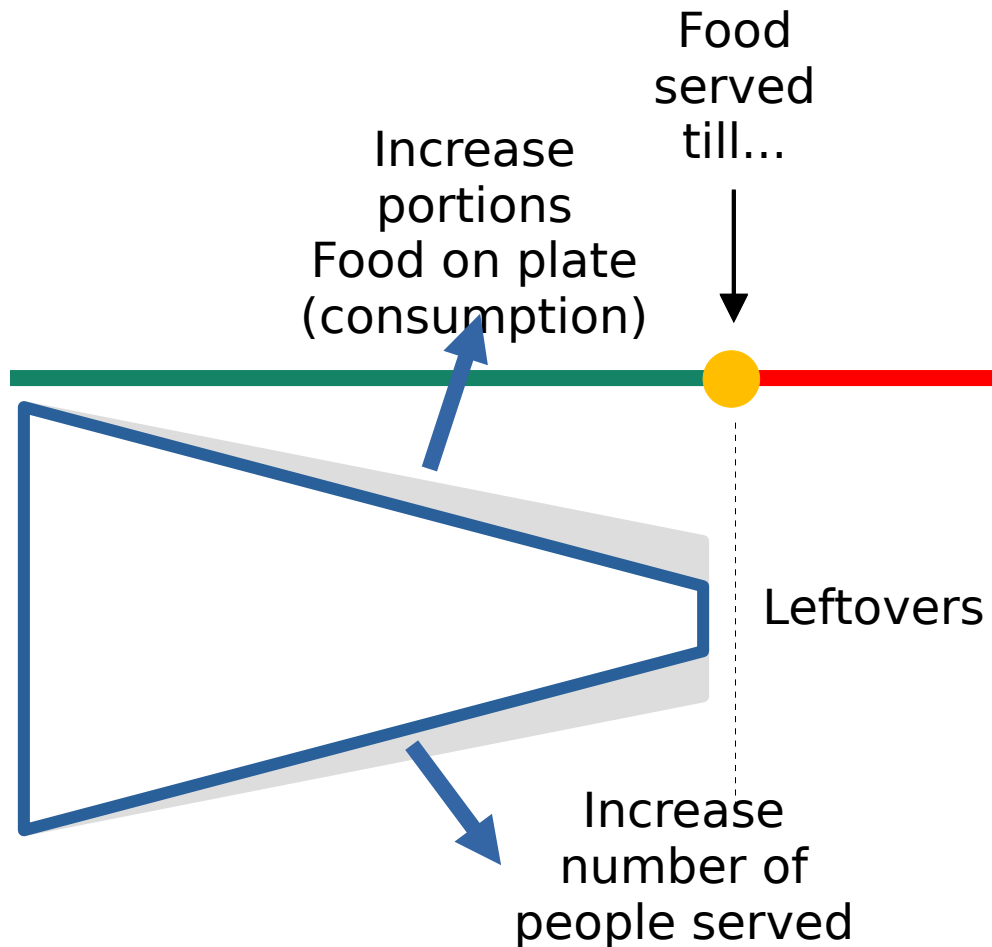 Food
served
till...
Increase
portions
Food on plate
(consumption)
Leftovers
Increase
number of
people served